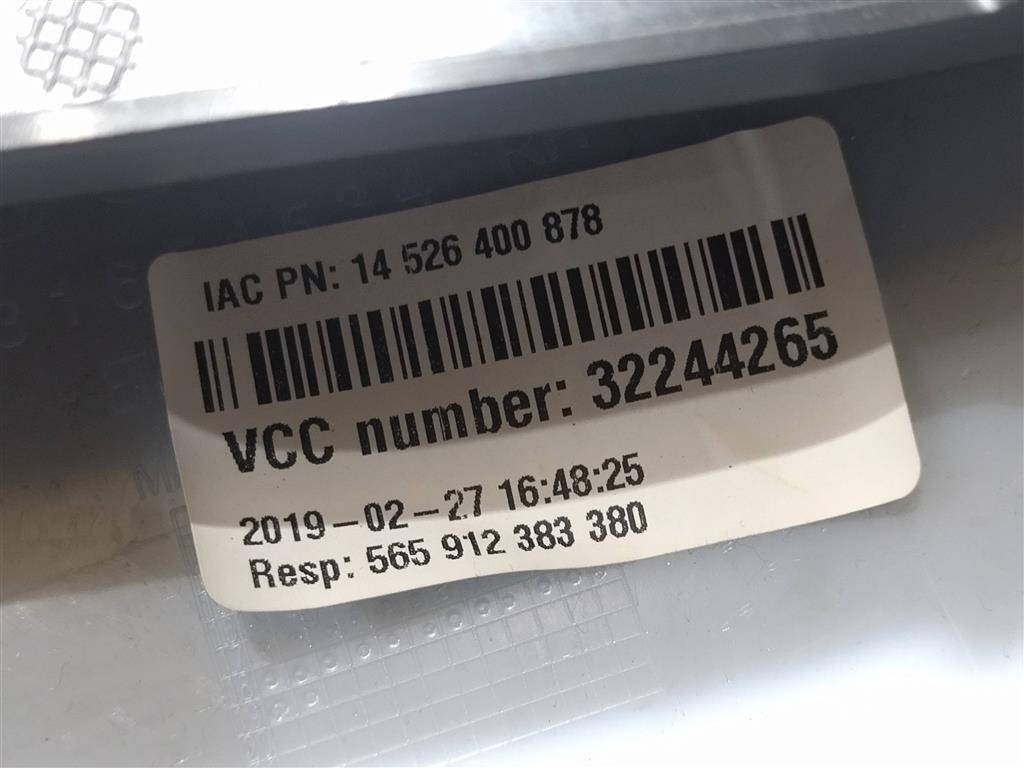 IAC PN: 14 526 400 878
VCC number: 32244265
2019-02-27 16:48:25
Resp: 565 912 383 380